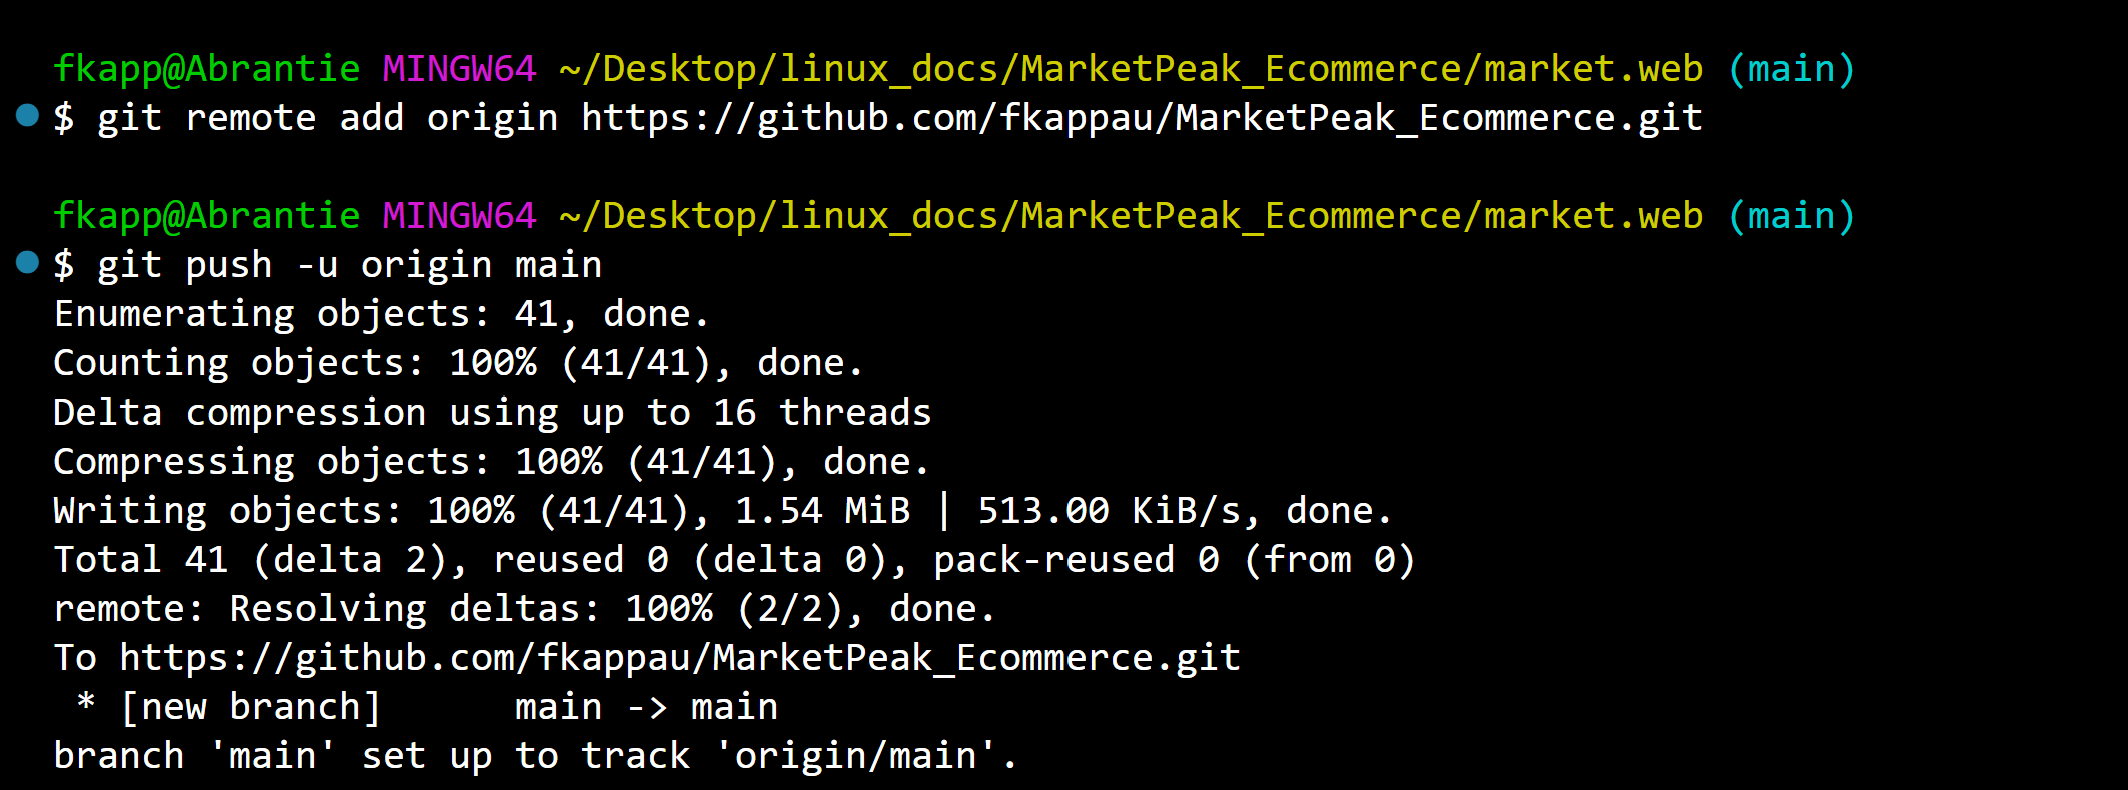 fkapp@Abrantie MINGW64 ~/Desktop/linux_docs/MarketPeak_Ecommerce/market.web (main)
$ git remote add origin https://github.com/fkappau/MarketPeak_Ecommerce.git
fkapp@Abrantie MINGW64 ~/Desktop/linux_docs/MarketPeak_Ecommerce/market.web (main)
$ git push -u origin main
Enumerating objects: 41, done.
Counting objects: 100% (41/41), done.
Delta compression using up to 16 threads
Compressing objects: 100% (41/41), done.
Writing objects: 100% (41/41), 1.54 MiB | 513.00 KiB/s, done.
Total 41 (delta 2), reused 0 (delta 0), pack-reused 0 (from 0)
remote: Resolving deltas: 100% (2/2), done.
To https://github.com/fkappau/MarketPeak_Ecommerce.git
 * [new branch]      main -> main
branch 'main' set up to track 'origin/main'.